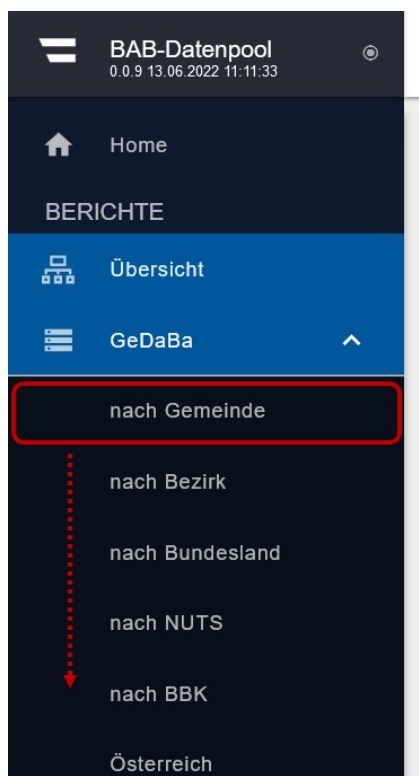 BAB-Datenpool
0.0.9 13.06.2022 11:11:33
Home
BERICHTE
Übersicht
GeDaBa
nach Gemeinde
nach Bezirk
nach Bundesland
nach NUTS
nach BBK
Österreich